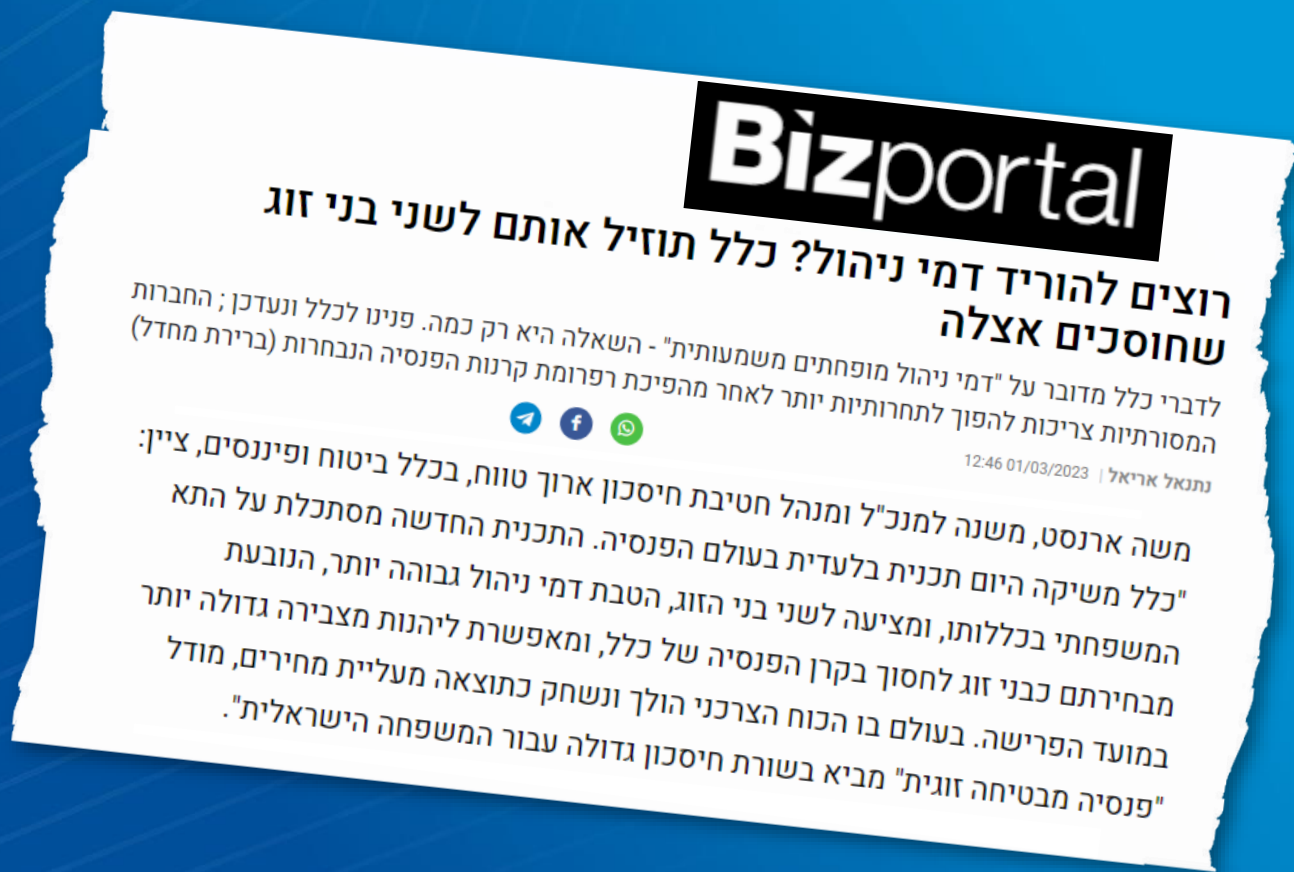 Bizportal
רוצים להוריד דמי ניהול? כלל תוזיל אותם לשני בני זוג
שחוסכים אצלה
לדברי כלל מדובר על "דמי ניהול מופחתים משמעותית" - השאלה היא רק כמה. פנינו לכלל ונעדכן ; החברות
המסורתיות צריכות להפוך לתחרותיות יותר לאחר מהפיכת רפרומת קרנות הפנסיה הנבחרות (ברירת מחדל)
נתנאל אריאל | 01/03/2023 12:46
משה ארנסט, משנה למנכ"ל ומנהל חטיבת חיסכון ארוך טווח, בכלל ביטוח ופיננסים, ציין:
"כלל משיקה היום תכנית בלעדית בעולם הפנסיה. התכנית החדשה מסתכלת על התא
המשפחתי בכללותו, ומציעה לשני בני הזוג, הטבת דמי ניהול גבוהה יותר, הנובעת
מבחירתם כבני זוג לחסוך בקרן הפנסיה של כלל, ומאפשרת ליהנות מצבירה גדולה יותר
במועד הפרישה. בעולם בו הכוח הצרכני הולך ונשחק כתוצאה מעליית מחירים, מודל
"פנסיה מבטיחה זוגית" מביא בשורת חיסכון גדולה עבור המשפחה הישראלית".